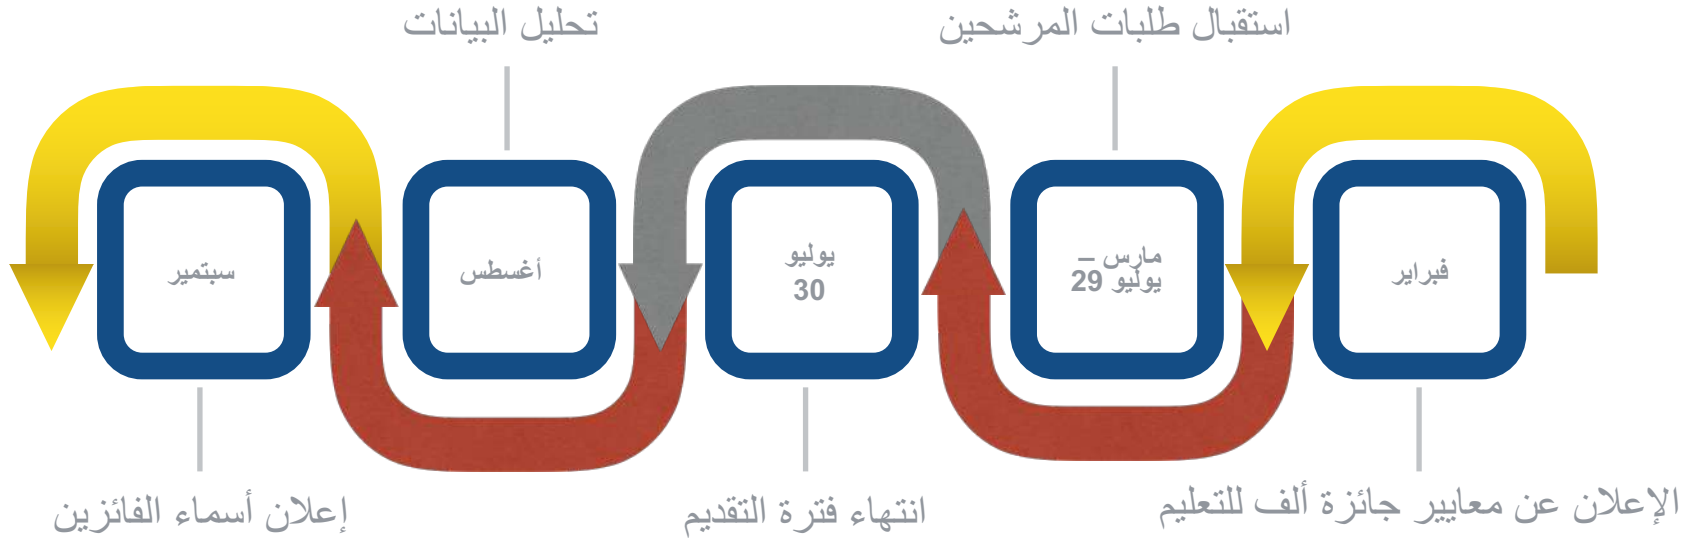 استقبال طلبات المرشحين
تحليل البيانات
فبراير
مارس –
يوليو 29
يوليو
30
أغسطس
سبتمبر
الإعلان عن معايير جائزة ألف للتعليم
انتهاء فترة التقديم
إعلان أسماء الفائزين